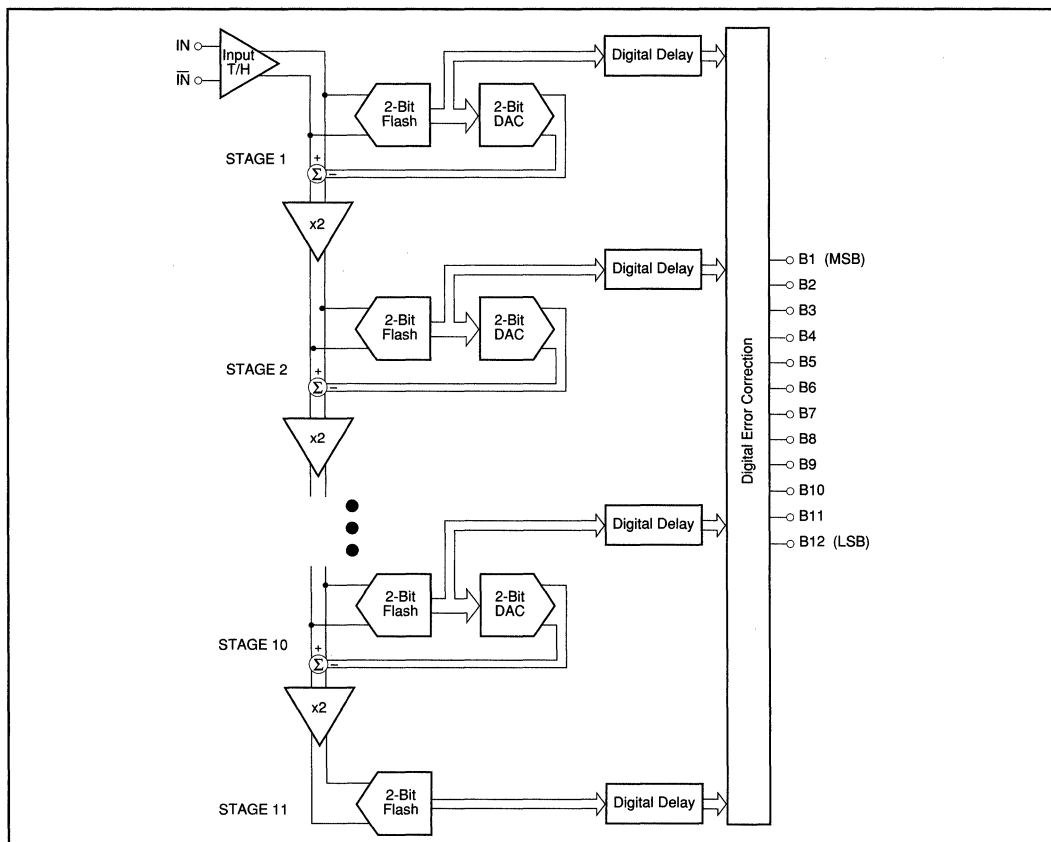 IN
Input
T/H
IN
2-Bit
Flash
2-Bit
DAC
Digital Delay
STAGE 1
+
Σ
−
x2
2-Bit
Flash
2-Bit
DAC
Digital Delay
STAGE 2
+
Σ
−
x2
2-Bit
Flash
2-Bit
DAC
Digital Delay
STAGE 10
+
Σ
−
x2
STAGE 11
2-Bit
Flash
Digital Delay
Digital Error Correction
B1 (MSB)
B2
B3
B4
B5
B6
B7
B8
B9
B10
B11
B12 (LSB)